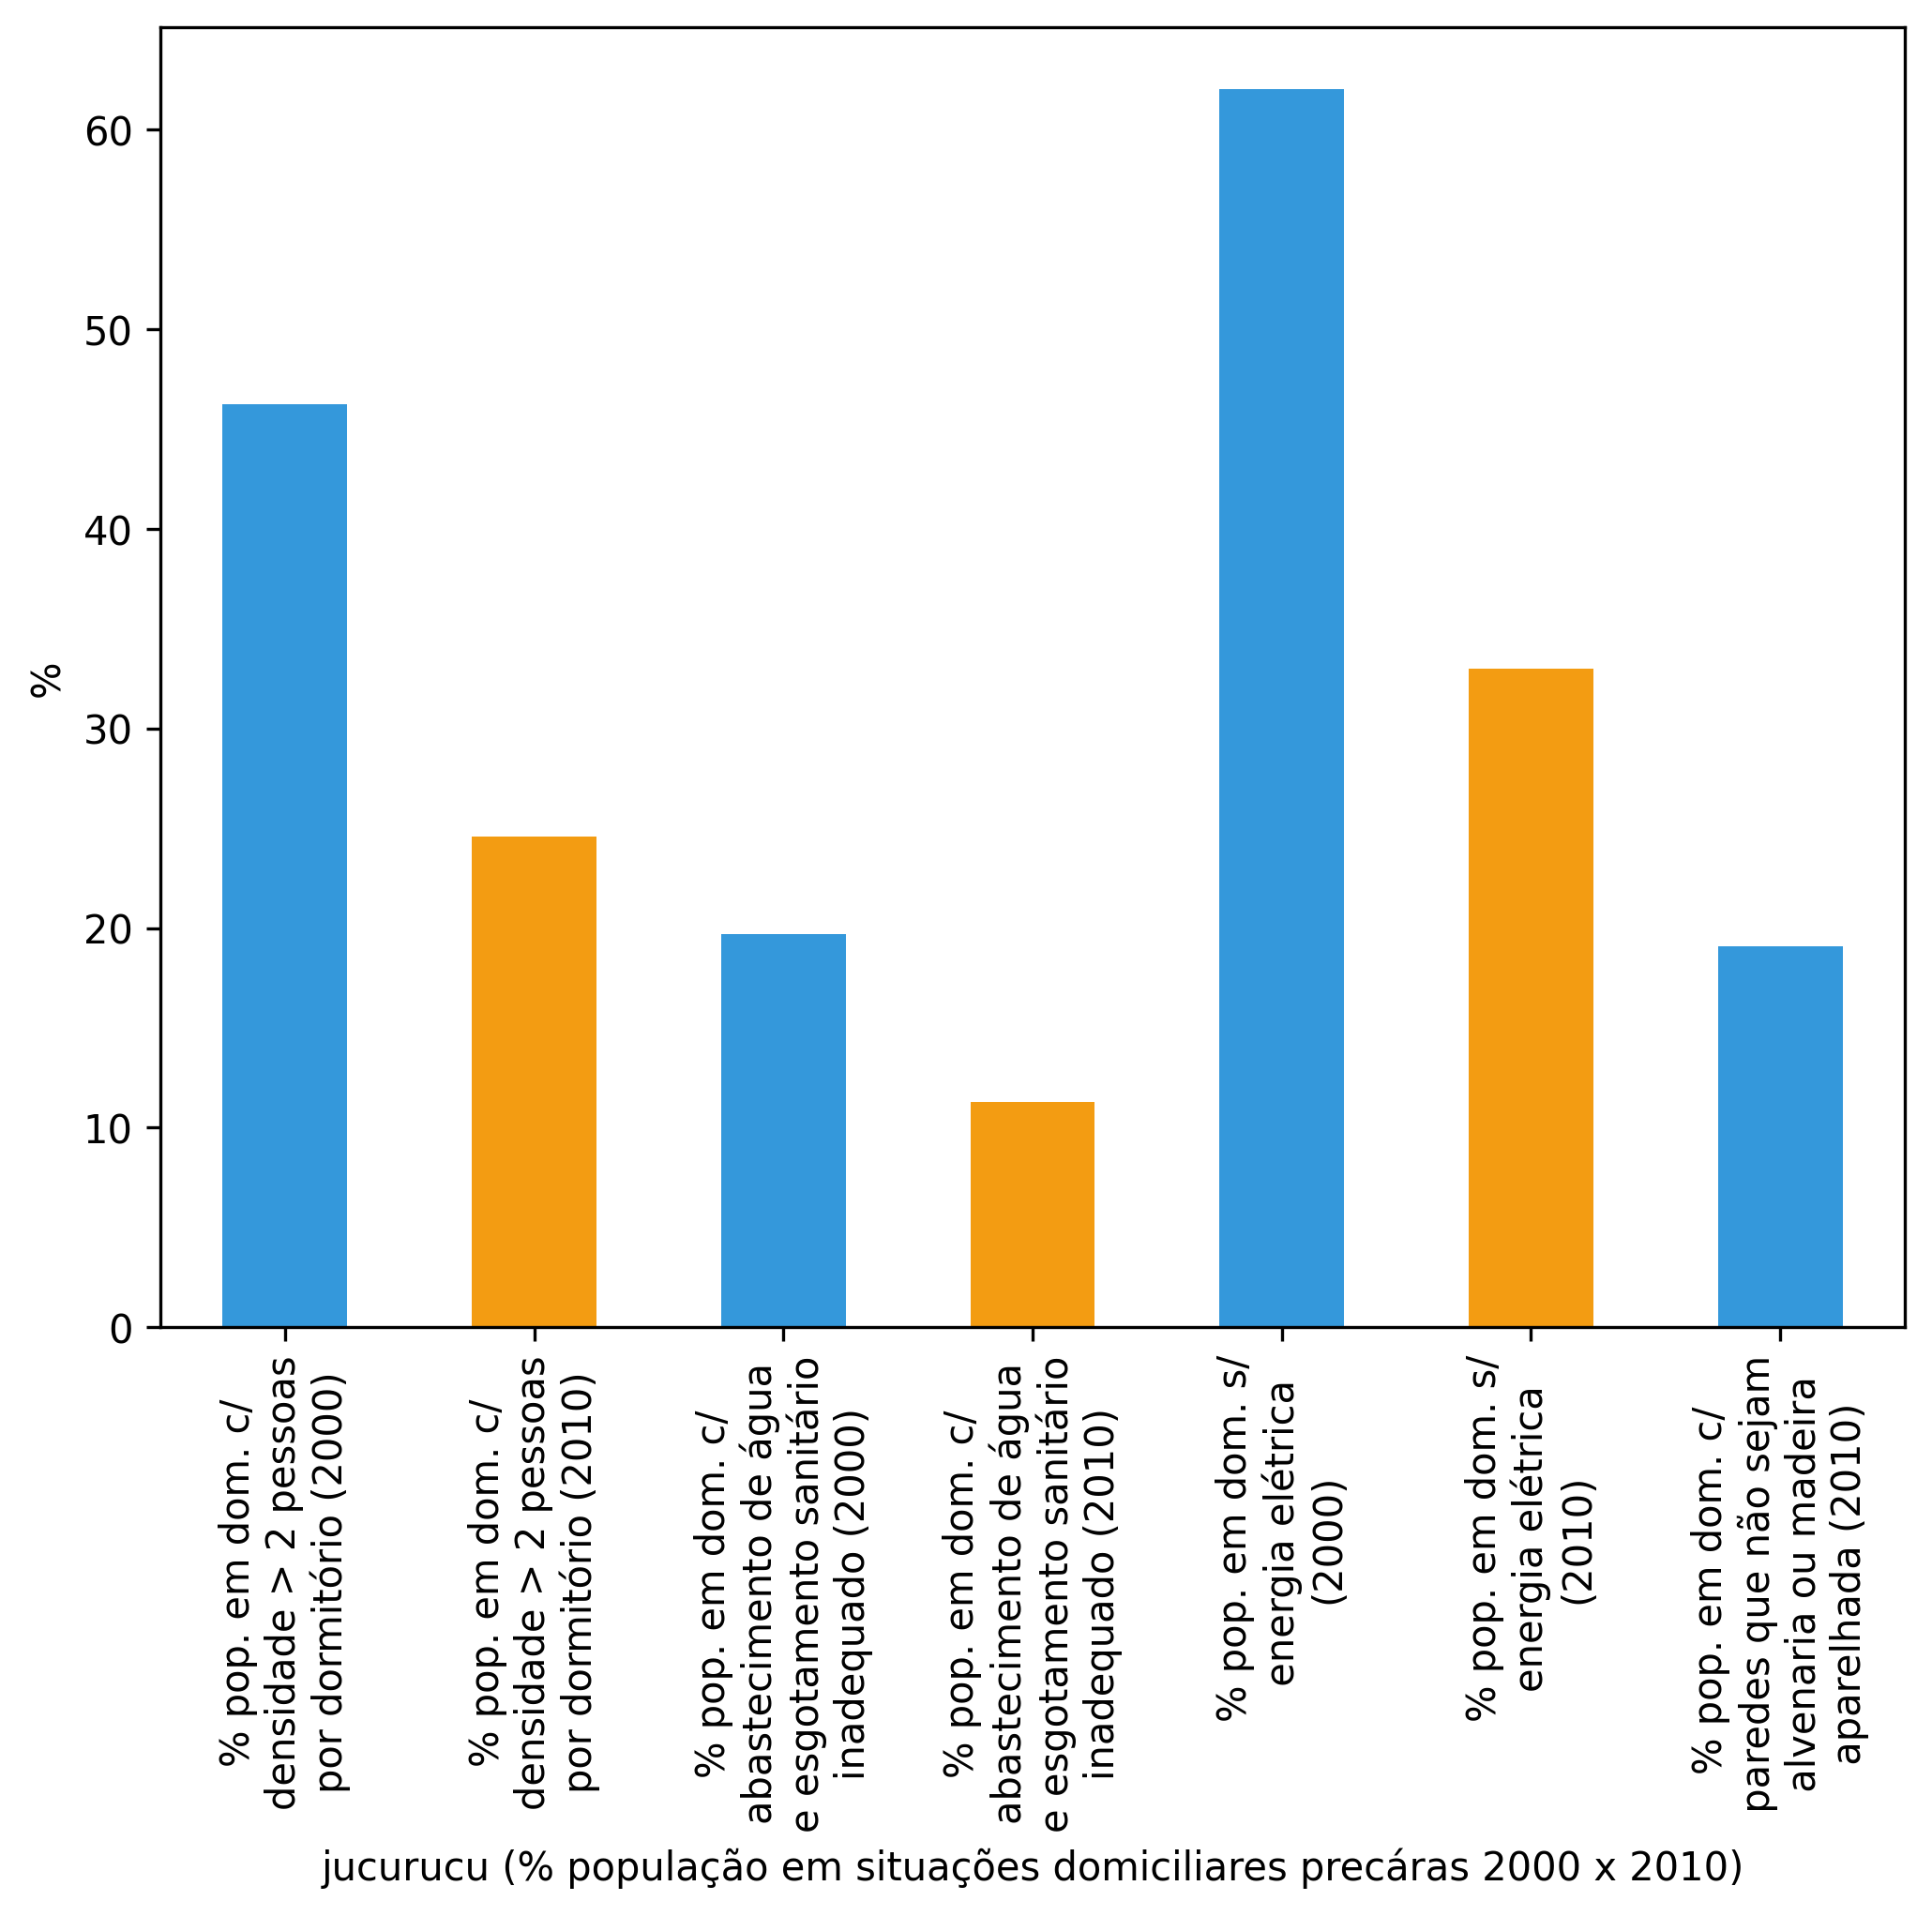 60
50
40
30
20
10
0
%
% pop. em dom. c/
densidade > 2 pessoas
por dormitório (2000)
% pop. em dom. c/
densidade > 2 pessoas
por dormitório (2010)
% pop. em dom. c/
abastecimento de água
e esgotamento sanitário
inadequado (2000)
% pop. em dom. c/
abastecimento de água
e esgotamento sanitário
inadequado (2010)
% pop. em dom. s/
energia elétrica
(2000)
% pop. em dom. s/
energia elétrica
(2010)
% pop. em dom. c/
paredes que não sejam
alvenaria ou madeira
aparelhada (2010)
jucurucu (% população em situações domiciliares precáras 2000 x 2010)